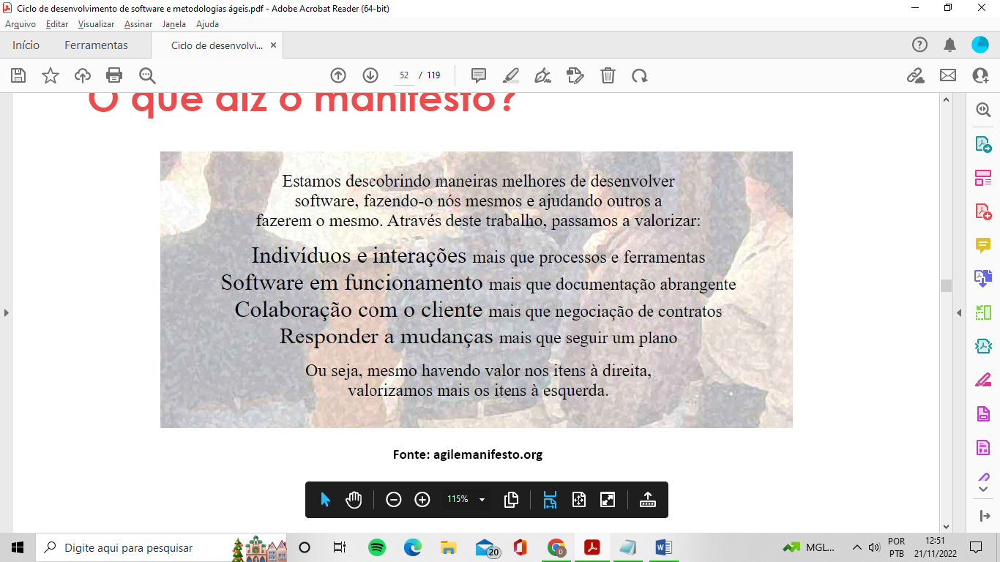 Ciclo de desenvolvimento de software e metodologias ágeis.pdf - Adobe Acrobat Reader (64-bit)
Arquivo Editar Visualizar Assinar Janela Ajuda
Início Ferramentas Ciclo de desenvolvi...
52 / 119
O que diz o manifesto?
Estamos descobrindo maneiras melhores de desenvolver
software, fazendo-o nós mesmos e ajudando outros a
fazerem o mesmo. Através deste trabalho, passamos a valorizar:
Indivíduos e interações mais que processos e ferramentas
Software em funcionamento mais que documentação abrangente
Colaboração com o cliente mais que negociação de contratos
Responder a mudanças mais que seguir um plano
Ou seja, mesmo havendo valor nos itens à direita,
valorizamos mais os itens à esquerda.
Fonte: agilemanifesto.org
115%
Digite aqui para pesquisar
20
MGL...
POR
PTB
12:51
21/11/2022